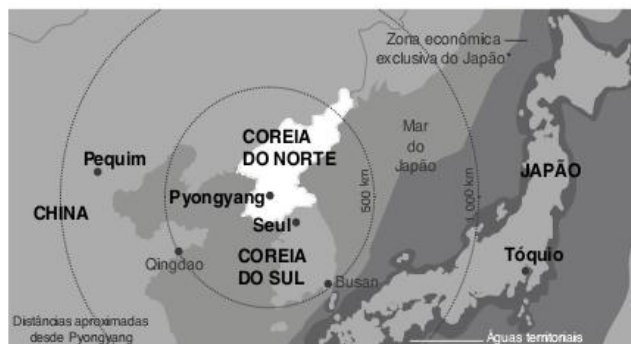 Zona econômica
exclusiva do Japão*
COREIA
DO NORTE
Mar
do
Japão
Pequim
JAPÃO
Pyongyang
500 km
1.000 km
CHINA
Seul
COREIA
DO SUL
Qingdao
Tóquio
Busan
Distâncias aproximadas
desde Pyongyang
Águas territoriais